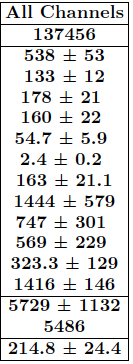 All Channels
137456
538 ± 53
133 ± 12
178 ± 21
160 ± 22
54.7 ± 5.9
2.4 ± 0.2
163 ± 21.1
1444 ± 579
747 ± 301
569 ± 229
323.3 ± 129
1416 ± 146
5729 ± 1132
5486
214.8 ± 24.4